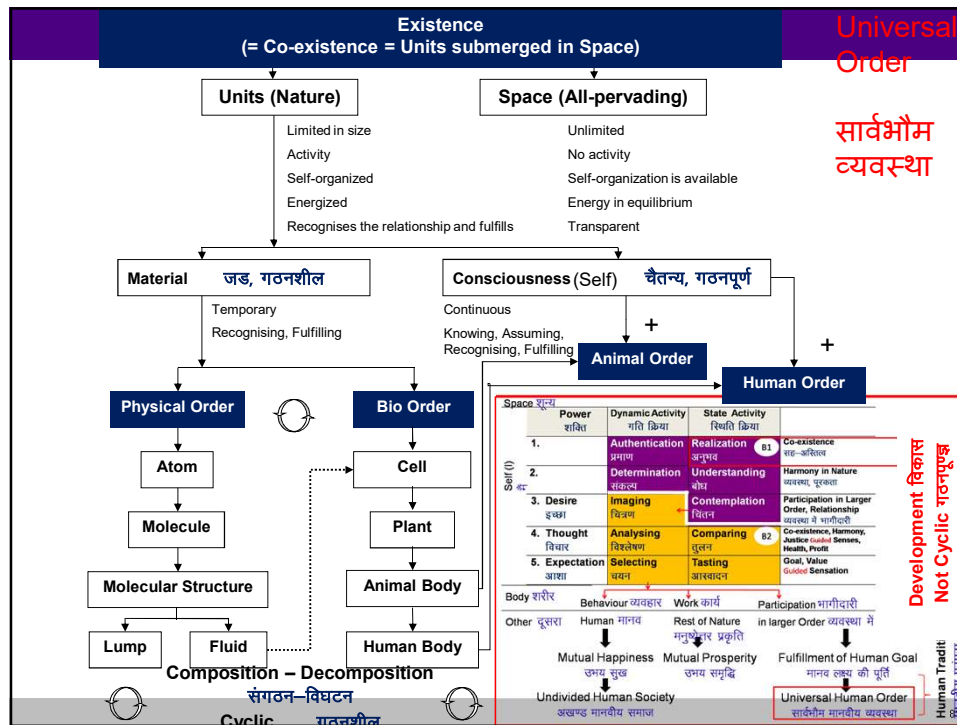 Existence
(= Co-existence = Units submerged in Space)
Universal
Order
सार्वभौम
व्यवस्था
Units (Nature)
Space (All-pervading)
Limited in size
Activity
Self-organized
Energized
Recognises the relationship and fulfills
Unlimited
No activity
Self-organization is available
Energy in equilibrium
Transparent
Material जड, गठनशील
Consciousness (Self) चैतन्य, गठनपूर्ण
Temporary
Recognising, Fulfilling
Continuous
Knowing, Assuming,
Recognising, Fulfilling
+
+
Animal Order
Human Order
Physical Order
Bio Order
Atom
Molecule
Molecular Structure
Lump
Fluid
Cell
Plant
Animal Body
Human Body
Composition – Decomposition
संगठन–विघटन
Cyclic गठनशील
Space शून्य
Power
शक्ति
Dynamic Activity
गति क्रिया
State Activity
स्थिति क्रिया
Self (I)
मैं
1.
Authentication
प्रमाण
Realization
अनुभव
B1
Co-existence
सह–अस्तित्व
2.
Determination
संकल्प
Understanding
बोध
Harmony in Nature
व्यवस्था, पूरकता
3. Desire
इच्छा
Imaging
चित्रण
Contemplation
चिंतन
Participation in Larger
Order, Relationship
व्यवस्था में भागीदारी
4. Thought
विचार
Analysing
विश्लेषण
Comparing
तुलन
B2
Co-existence, Harmony,
Justice Guided Senses,
Health, Profit
5. Expectation
आशा
Selecting
चयन
Tasting
आस्वादन
Goal, Value
Guided Sensation
Body शरीर
Behaviour व्यवहार
Work कार्य
Participation भागीदारी
Other दूसरा
Human मानव
Rest of Nature
मनुष्येत्तर प्रकृति
in larger Order व्यवस्था में
Mutual Happiness
उभय सुख
Mutual Prosperity
उभय समृद्धि
Fulfillment of Human Goal
मानव लक्ष्य की पूर्ति
Undivided Human Society
अखण्ड मानवीय समाज
Universal Human Order
सार्वभौम मानवीय व्यवस्था
Development विकास
Not Cyclic
Human Traditi